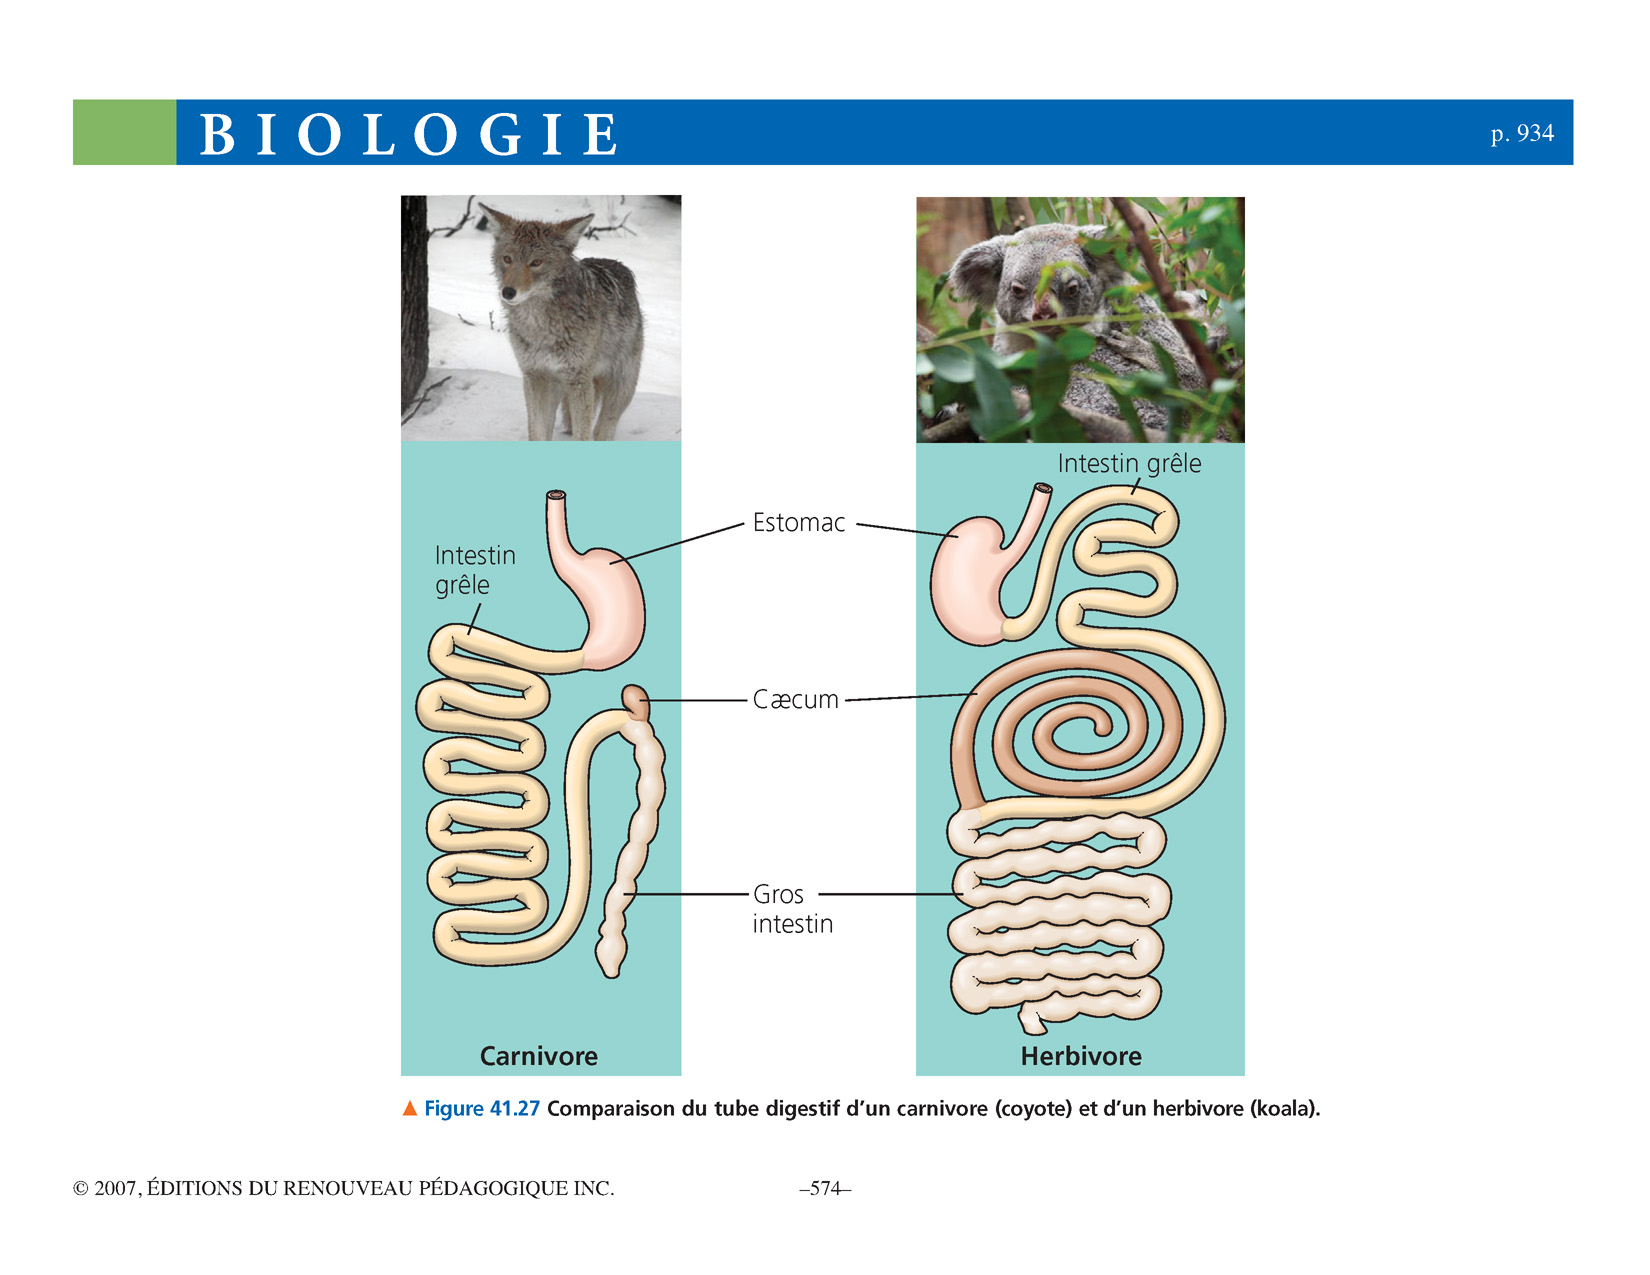 BIOLOGIE
p. 934
Intestin grêle
Estomac
Intestin
grêle
Cæcum
Gros
intestin
Carnivore
Herbivore
▲ Figure 41.27 Comparaison du tube digestif d’un carnivore (coyote) et d’un herbivore (koala).
© 2007, ÉDITIONS DU RENOUVEAU PÉDAGOGIQUE INC.
–574–